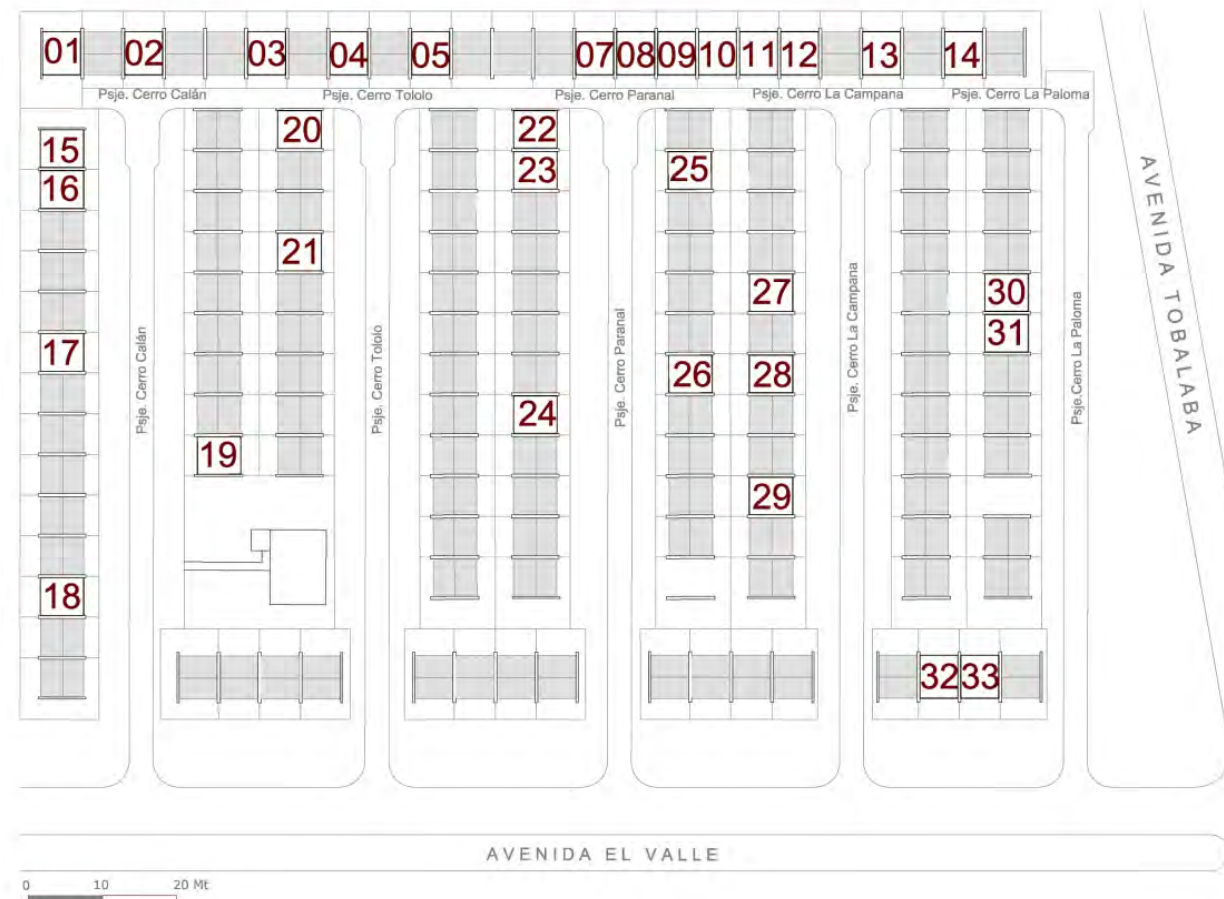 01 02 03 04 05 07 08 09 10 11 12 13 14
Psje. Cerro Calán Psje. Cerro Tololo Psje. Cerro Paranal Psje. Cerro La Campana Psje. Cerro La Paloma
20 22
15
23 25
16
21
27 30
31
17
26 28
24
19
29
18
32 33
Psje. Cerro Calán
Psje. Cerro Tololo
Psje. Cerro Paranal
Psje. Cerro La Campana
Psje.Cerro La Paloma
AVENIDA TOBALABA
AVENIDA EL VALLE
0 10 20 Mt